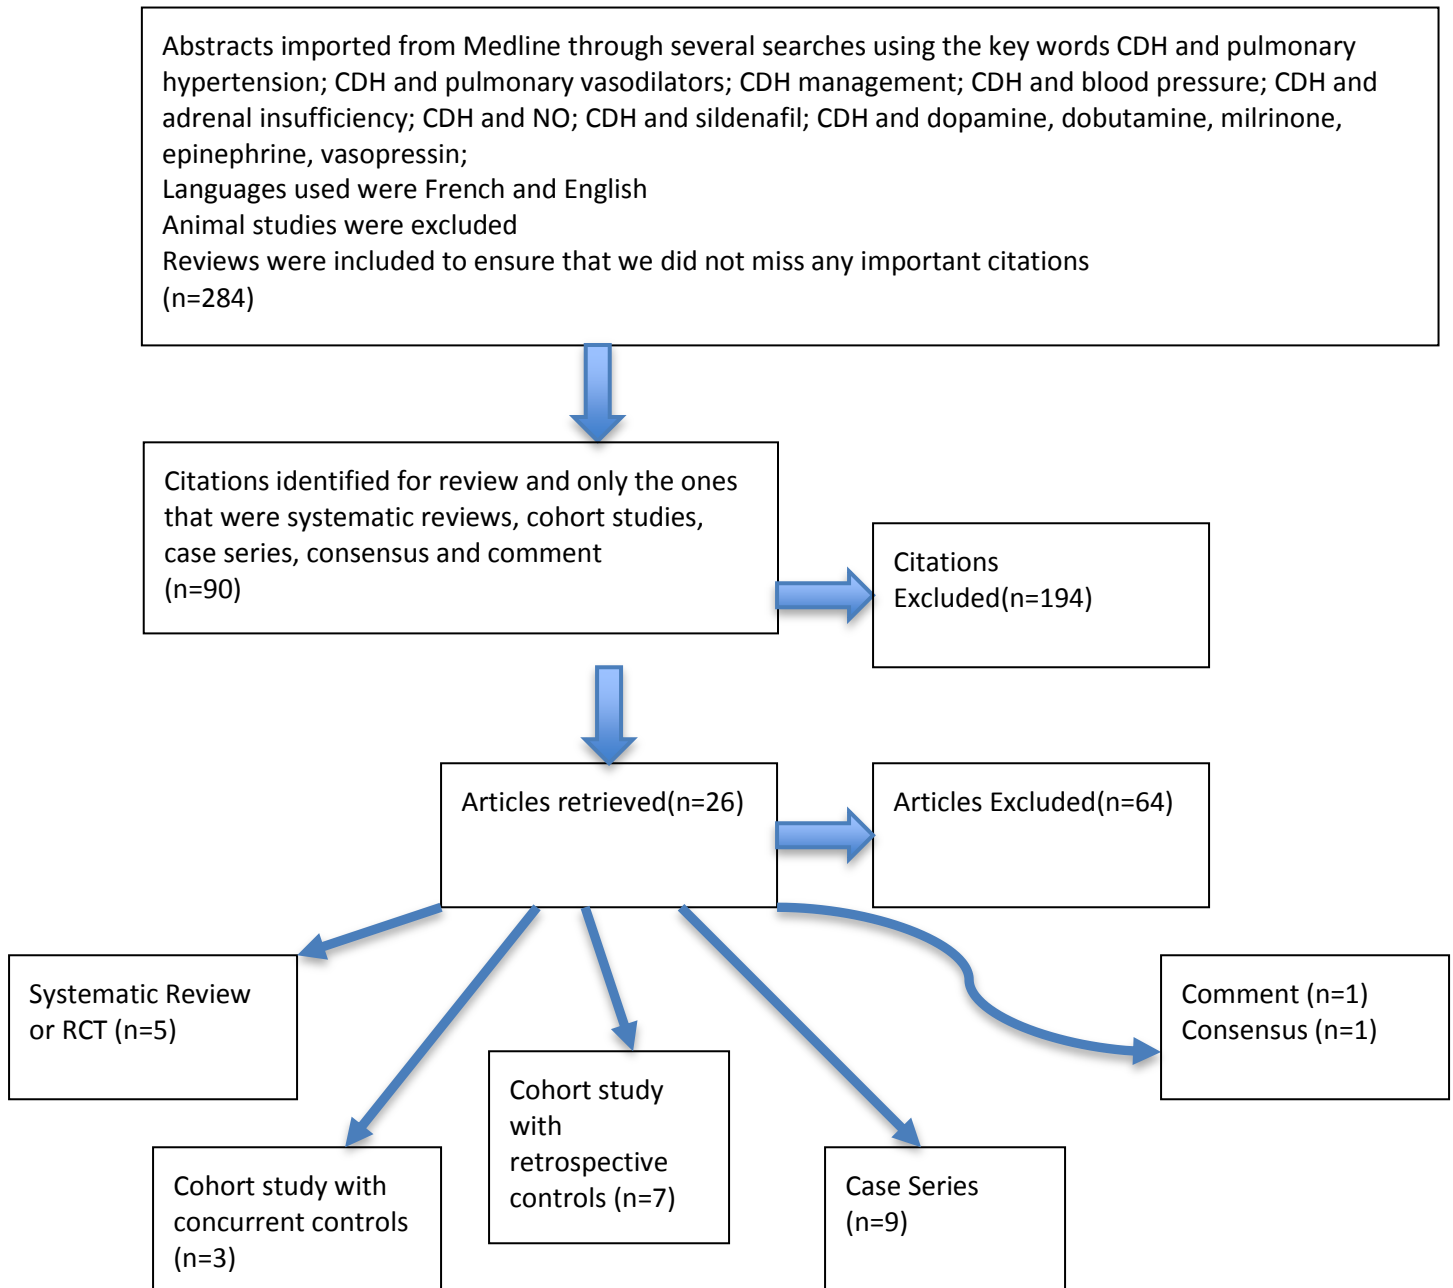 Abstracts imported from Medline through several searches using the key words CDH and pulmonary
hypertension; CDH and pulmonary vasodilators; CDH management; CDH and blood pressure; CDH and
adrenal insufficiency; CDH and NO; CDH and sildenafil; CDH and dopamine, dobutamine, milrinone,
epinephrine, vasopressin;
Languages used were French and English
Animal studies were excluded
Reviews were included to ensure that we did not miss any important citations
(n=284)
Citations identified for review and only the ones
that were systematic reviews, cohort studies,
case series, consensus and comment
(n=90)
Citations
Excluded(n=194)
Articles retrieved(n=26)
Articles Excluded(n=64)
Systematic Review
or RCT (n=5)
Cohort study with
concurrent controls
(n=3)
Cohort study
with
retrospective
controls (n=7)
Case Series
(n=9)
Comment (n=1)
Consensus (n=1)